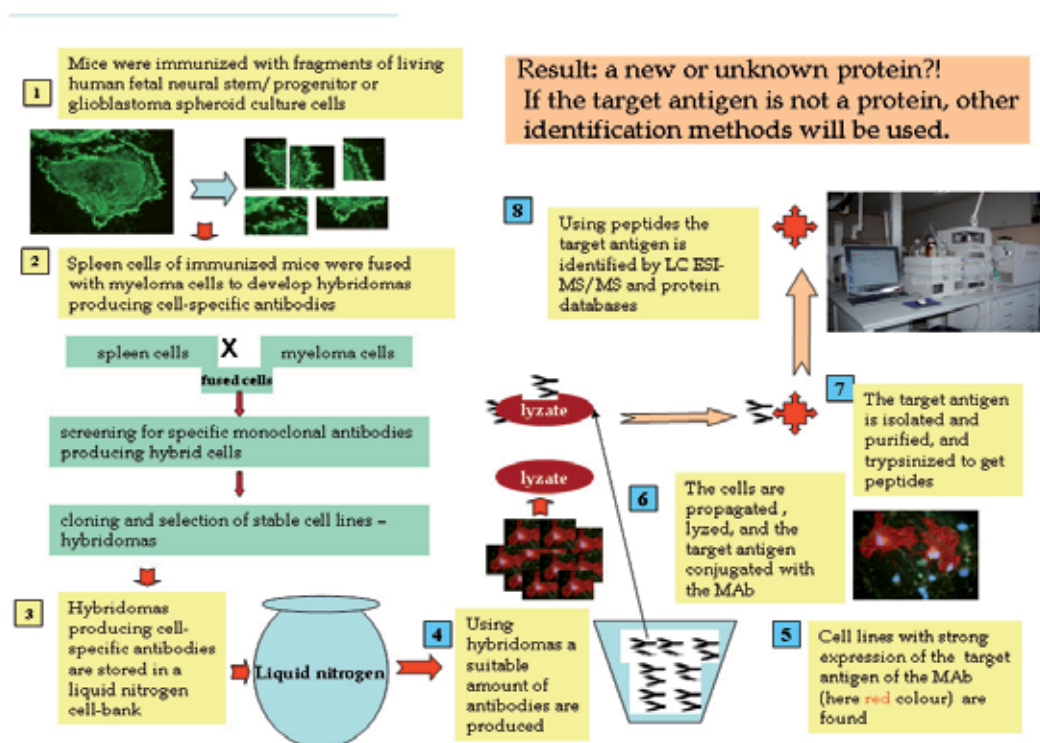 1
Mice were immunized with fragments of living
human fetal neural stem/ progenitor or
glioblastoma spheroid culture cells
2
Spleen cells of immunized mice were fused
with myeloma cells to develop hybridomas
producing cell-specific antibodies
spleen cells X myeloma cells
fused cells
screening for specific monoclonal antibodies
producing hybrid cells
cloning and selection of stable cell lines –
hybridomas
3
Hybridomas
producing cell-
specific antibodies
are stored in a
liquid nitrogen
cell-bank
Liquid nitrogen
4
Using
hybridomas a
suitable
amount of
antibodies are
produced
5
Cell lines with strong
expression of the target
antigen of the MAb
(here red colour) are
found
lyzate
lyzate
6
The cells are
propagated ,
lyzed, and the
target antigen
conjugated with
the MAb
7
The target antigen
is isolated and
purified, and
trypsinized to get
peptides
8
Using peptides the
target antigen is
identified by LC ESI-
MS/MS and protein
databases
Result: a new or unknown protein?!
If the target antigen is not a protein, other
identification methods will be used.